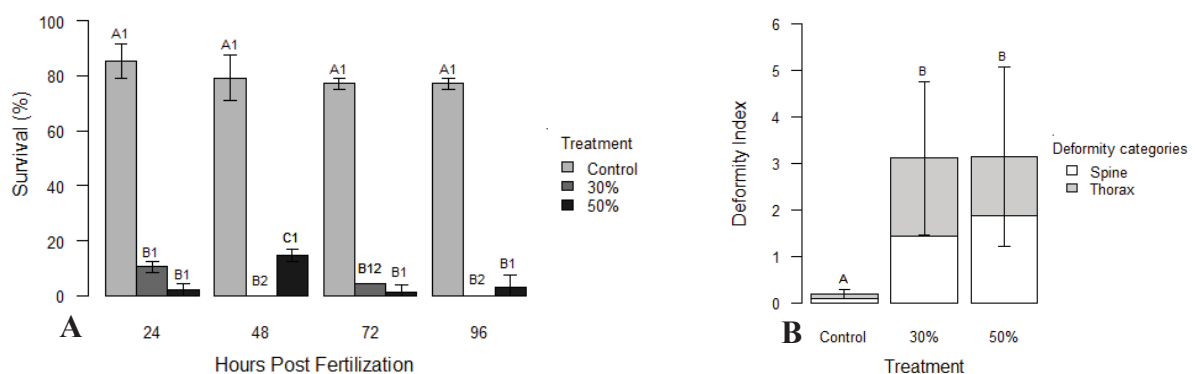 100
80
60
40
20
0
Survival (%)
A1
B1
B1
A1
B2
C1
A1
B12
B1
A1
B2
B1
24
48
72
96
Hours Post Fertilization
A
Treatment
Control
30%
50%
6
5
4
3
2
1
0
Deformity Index
A
B
B
Control
30%
50%
Treatment
B
Deformity categories
Spine
Thorax